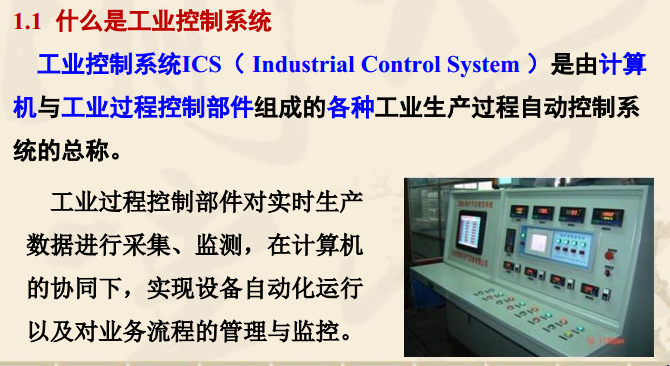 1.1 什么是工业控制系统
工业控制系统ICS（ Industrial Control System ）是由计算
机与工业过程控制部件组成的各种工业生产过程自动控制系
统的总称。
工业过程控制部件对实时生产
数据进行采集、监测，在计算机
的协同下，实现设备自动化运行
以及对业务流程的管理与监控。